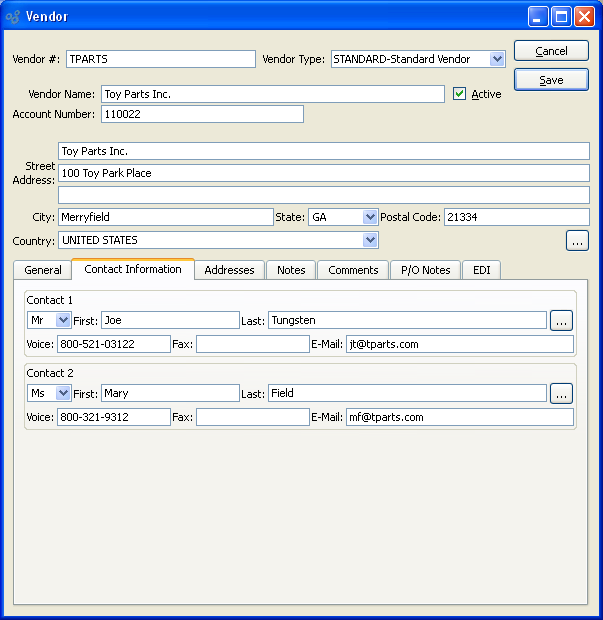 Vendor
Vendor #: TPARTS Vendor Type: STANDARD-Standard Vendor Cancel
Save
Vendor Name: Toy Parts Inc. Active
Account Number: 110022
Street Address: Toy Parts Inc.
100 Toy Park Place
City: Merryfield State: GA Postal Code: 21334
Country: UNITED STATES ...
General Contact Information Addresses Notes Comments P/O Notes EDI
Contact 1
Mr First: Joe Last: Tungsten ...
Voice: 800-521-03122 Fax: E-Mail: jt@tparts.com
Contact 2
Ms First: Mary Last: Field ...
Voice: 800-321-9312 Fax: E-Mail: mf@tparts.com